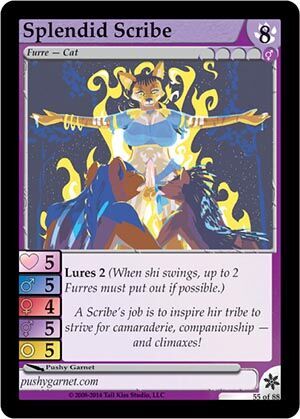 Splendid Scribe
8
Furre — Cat
5
5
4
5
5
Lures 2 (When shi swings, up to 2
Furres must put out if possible.)
A Scribe's job is to inspire hir tribe to
strive for camaraderie, companionship —
and climaxes!
Pushy Garnet
pushygarnet.com
©2008-2014 Tail Kiss Studio, LLC
55 of 88